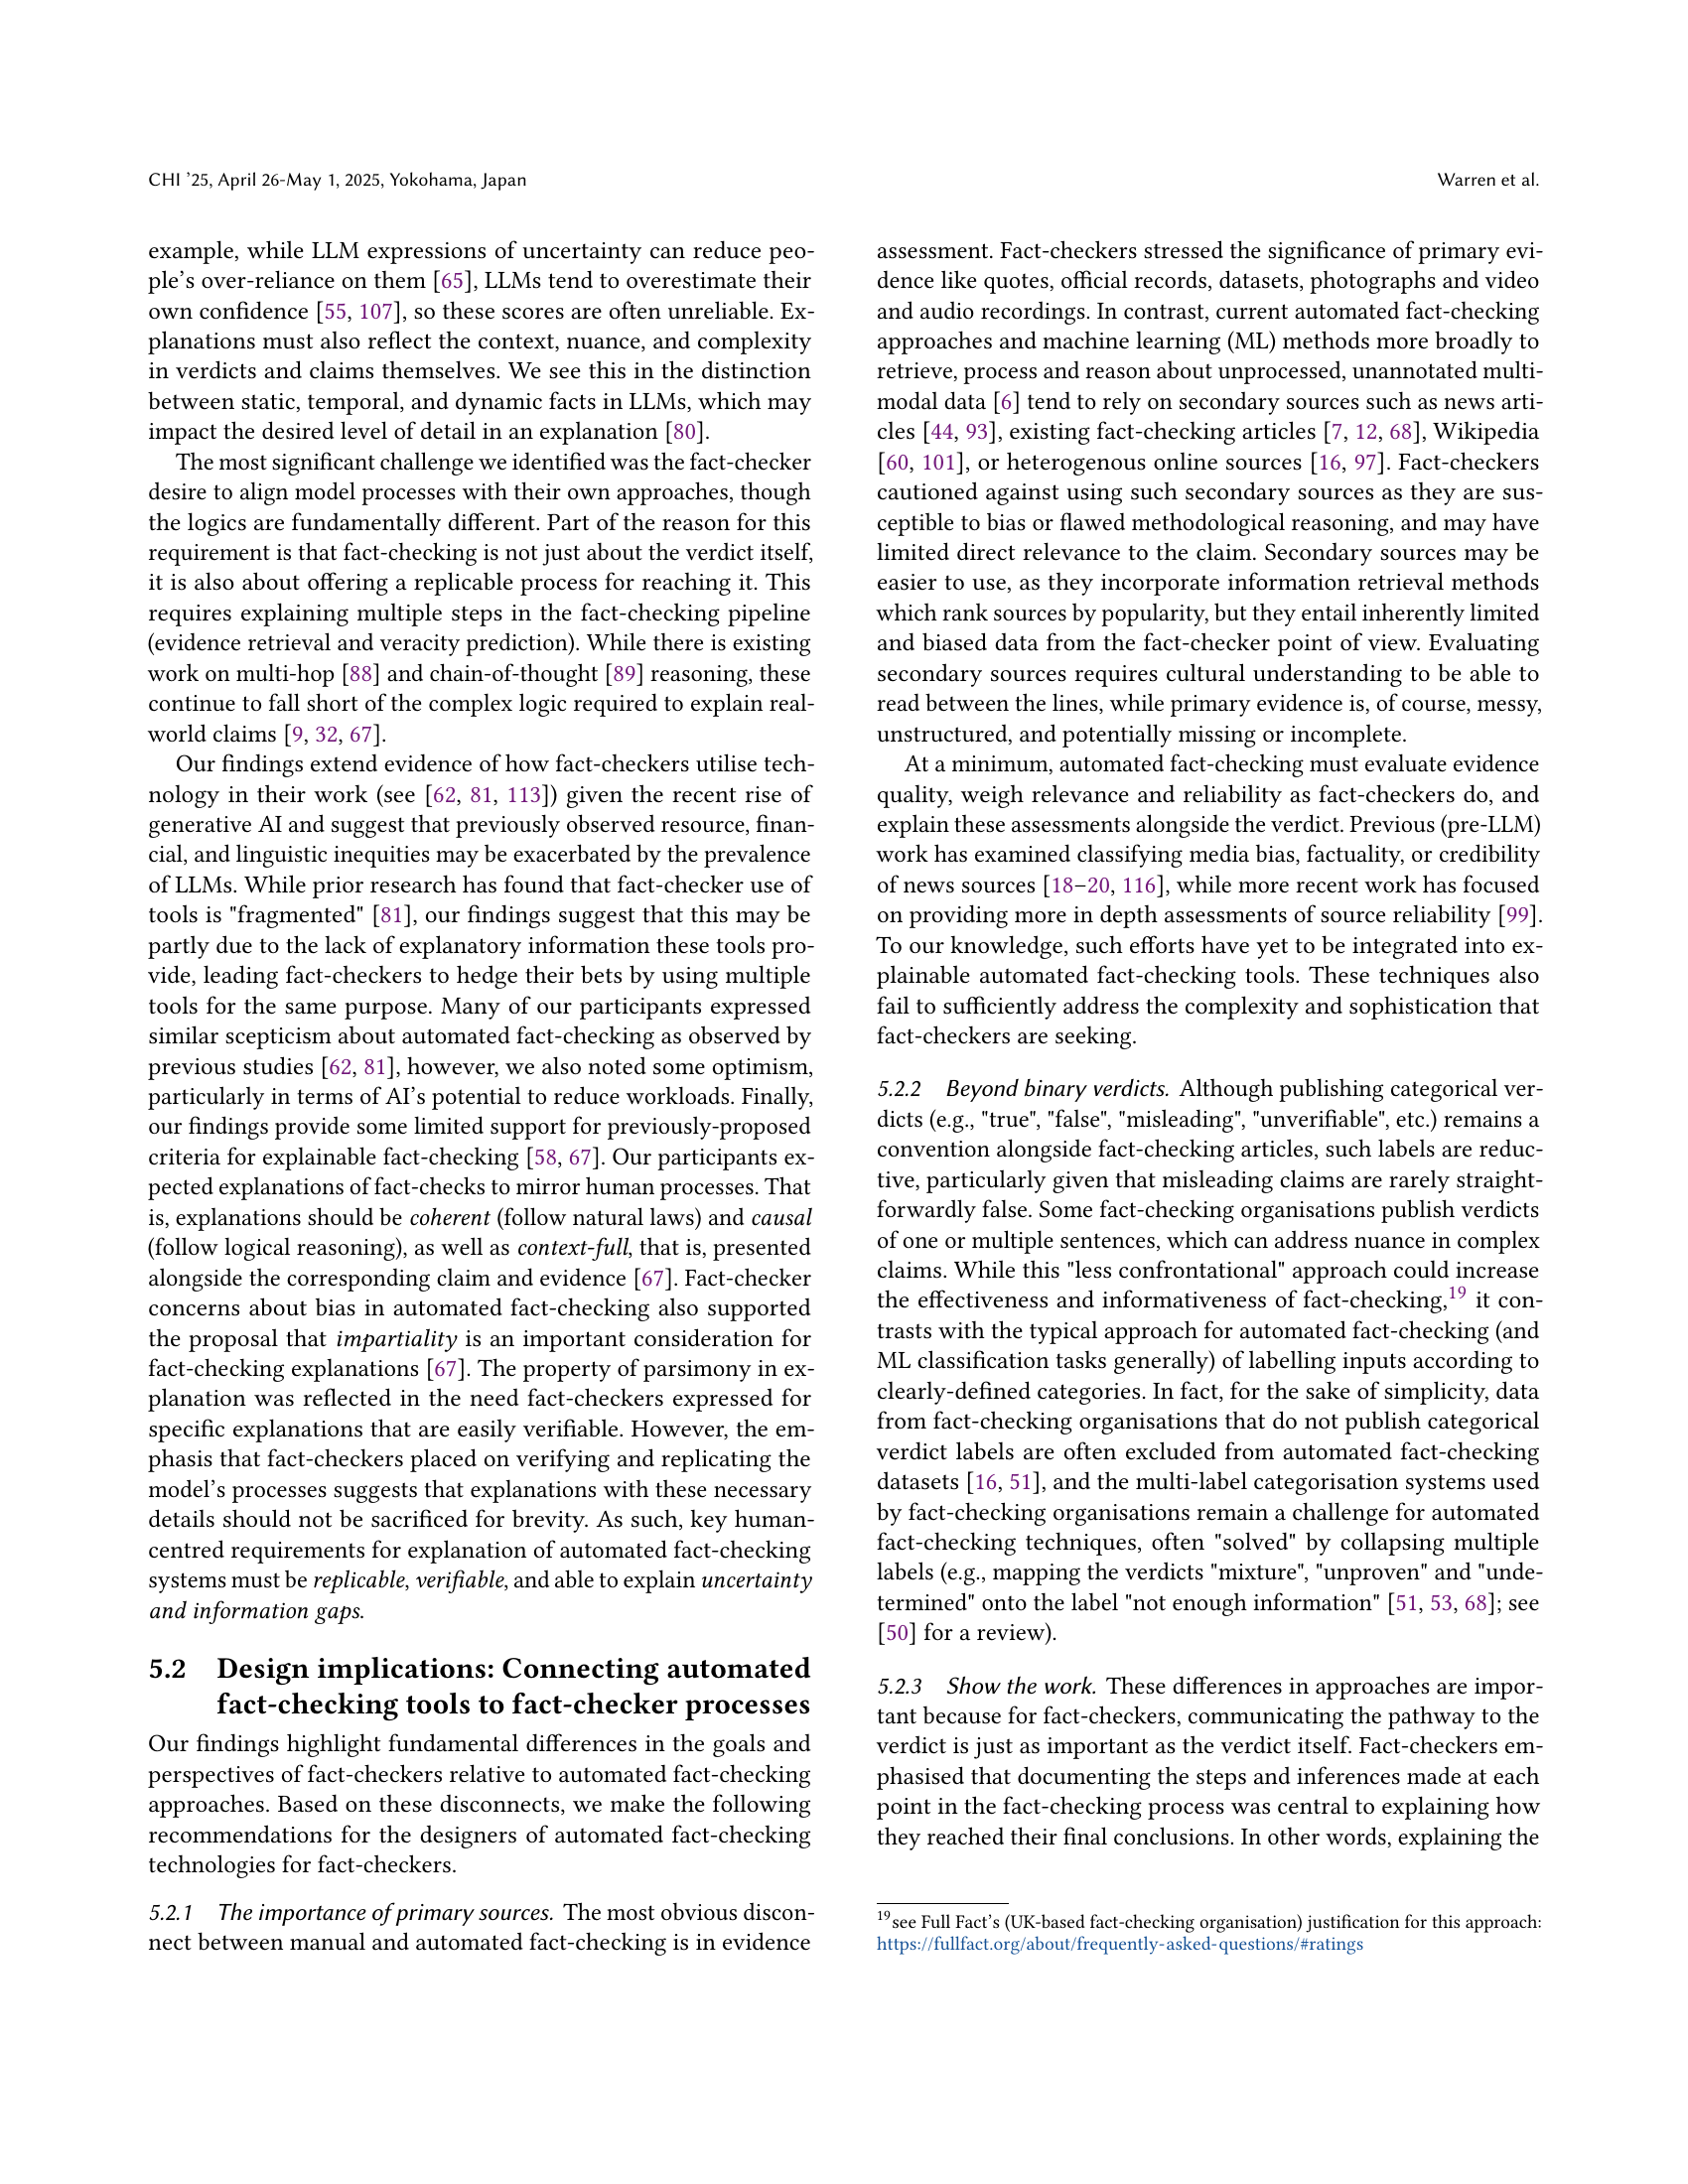 CHI ’25, April 26-May 1, 2025, Yokohama, Japan
Warren et al.
example, while LLM expressions of uncertainty can reduce peo-
ple’s over-reliance on them [65], LLMs tend to overestimate their
own confidence [55, 107], so these scores are often unreliable. Ex-
planations must also reflect the context, nuance, and complexity
in verdicts and claims themselves. We see this in the distinction
between static, temporal, and dynamic facts in LLMs, which may
impact the desired level of detail in an explanation [80].
The most significant challenge we identified was the fact-checker
desire to align model processes with their own approaches, though
the logics are fundamentally different. Part of the reason for this
requirement is that fact-checking is not just about the verdict itself,
it is also about offering a replicable process for reaching it. This
requires explaining multiple steps in the fact-checking pipeline
(evidence retrieval and veracity prediction). While there is existing
work on multi-hop [88] and chain-of-thought [89] reasoning, these
continue to fall short of the complex logic required to explain real-
world claims [9, 32, 67].
Our findings extend evidence of how fact-checkers utilise tech-
nology in their work (see [62, 81, 113]) given the recent rise of
generative AI and suggest that previously observed resource, finan-
cial, and linguistic inequities may be exacerbated by the prevalence
of LLMs. While prior research has found that fact-checker use of
tools is "fragmented" [81], our findings suggest that this may be
partly due to the lack of explanatory information these tools pro-
vide, leading fact-checkers to hedge their bets by using multiple
tools for the same purpose. Many of our participants expressed
similar scepticism about automated fact-checking as observed by
previous studies [62, 81], however, we also noted some optimism,
particularly in terms of AI’s potential to reduce workloads. Finally,
our findings provide some limited support for previously-proposed
criteria for explainable fact-checking [58, 67]. Our participants ex-
pected explanations of fact-checks to mirror human processes. That
is, explanations should be coherent (follow natural laws) and causal
(follow logical reasoning), as well as context-full, that is, presented
alongside the corresponding claim and evidence [67]. Fact-checker
concerns about bias in automated fact-checking also supported
the proposal that impartiality is an important consideration for
fact-checking explanations [67]. The property of parsimony in ex-
planation was reflected in the need fact-checkers expressed for
specific explanations that are easily verifiable. However, the em-
phasis that fact-checkers placed on verifying and replicating the
model’s processes suggests that explanations with these necessary
details should not be sacrificed for brevity. As such, key human-
centred requirements for explanation of automated fact-checking
systems must be replicable, verifiable, and able to explain uncertainty
and information gaps.
5.2 Design implications: Connecting automated
fact-checking tools to fact-checker processes
Our findings highlight fundamental differences in the goals and
perspectives of fact-checkers relative to automated fact-checking
approaches. Based on these disconnects, we make the following
recommendations for the designers of automated fact-checking
technologies for fact-checkers.
5.2.1 The importance of primary sources. The most obvious discon-
nect between manual and automated fact-checking is in evidence
assessment. Fact-checkers stressed the significance of primary evi-
dence like quotes, official records, datasets, photographs and video
and audio recordings. In contrast, current automated fact-checking
approaches and machine learning (ML) methods more broadly to
retrieve, process and reason about unprocessed, unannotated multi-
modal data [6] tend to rely on secondary sources such as news arti-
cles [44, 93], existing fact-checking articles [7, 12, 68], Wikipedia
[60, 101], or heterogenous online sources [16, 97]. Fact-checkers
cautioned against using such secondary sources as they are sus-
ceptible to bias or flawed methodological reasoning, and may have
limited direct relevance to the claim. Secondary sources may be
easier to use, as they incorporate information retrieval methods
which rank sources by popularity, but they entail inherently limited
and biased data from the fact-checker point of view. Evaluating
secondary sources requires cultural understanding to be able to
read between the lines, while primary evidence is, of course, messy,
unstructured, and potentially missing or incomplete.
At a minimum, automated fact-checking must evaluate evidence
quality, weigh relevance and reliability as fact-checkers do, and
explain these assessments alongside the verdict. Previous (pre-LLM)
work has examined classifying media bias, factuality, or credibility
of news sources [18–20, 116], while more recent work has focused
on providing more in depth assessments of source reliability [99].
To our knowledge, such efforts have yet to be integrated into ex-
plainable automated fact-checking tools. These techniques also
fail to sufficiently address the complexity and sophistication that
fact-checkers are seeking.
5.2.2 Beyond binary verdicts. Although publishing categorical ver-
dicts (e.g., "true", "false", "misleading", "unverifiable", etc.) remains a
convention alongside fact-checking articles, such labels are reduc-
tive, particularly given that misleading claims are rarely straight-
forwardly false. Some fact-checking organisations publish verdicts
of one or multiple sentences, which can address nuance in complex
claims. While this "less confrontational" approach could increase
the effectiveness and informativeness of fact-checking,19 it con-
trasts with the typical approach for automated fact-checking (and
ML classification tasks generally) of labelling inputs according to
clearly-defined categories. In fact, for the sake of simplicity, data
from fact-checking organisations that do not publish categorical
verdict labels are often excluded from automated fact-checking
datasets [16, 51], and the multi-label categorisation systems used
by fact-checking organisations remain a challenge for automated
fact-checking techniques, often "solved" by collapsing multiple
labels (e.g., mapping the verdicts "mixture", "unproven" and "unde-
termined" onto the label "not enough information" [51, 53, 68]; see
[50] for a review).
5.2.3 Show the work. These differences in approaches are impor-
tant because for fact-checkers, communicating the pathway to the
verdict is just as important as the verdict itself. Fact-checkers em-
phasised that documenting the steps and inferences made at each
point in the fact-checking process was central to explaining how
they reached their final conclusions. In other words, explaining the
19see Full Fact’s (UK-based fact-checking organisation) justification for this approach:
https://fullfact.org/about/frequently-asked-questions/#ratings